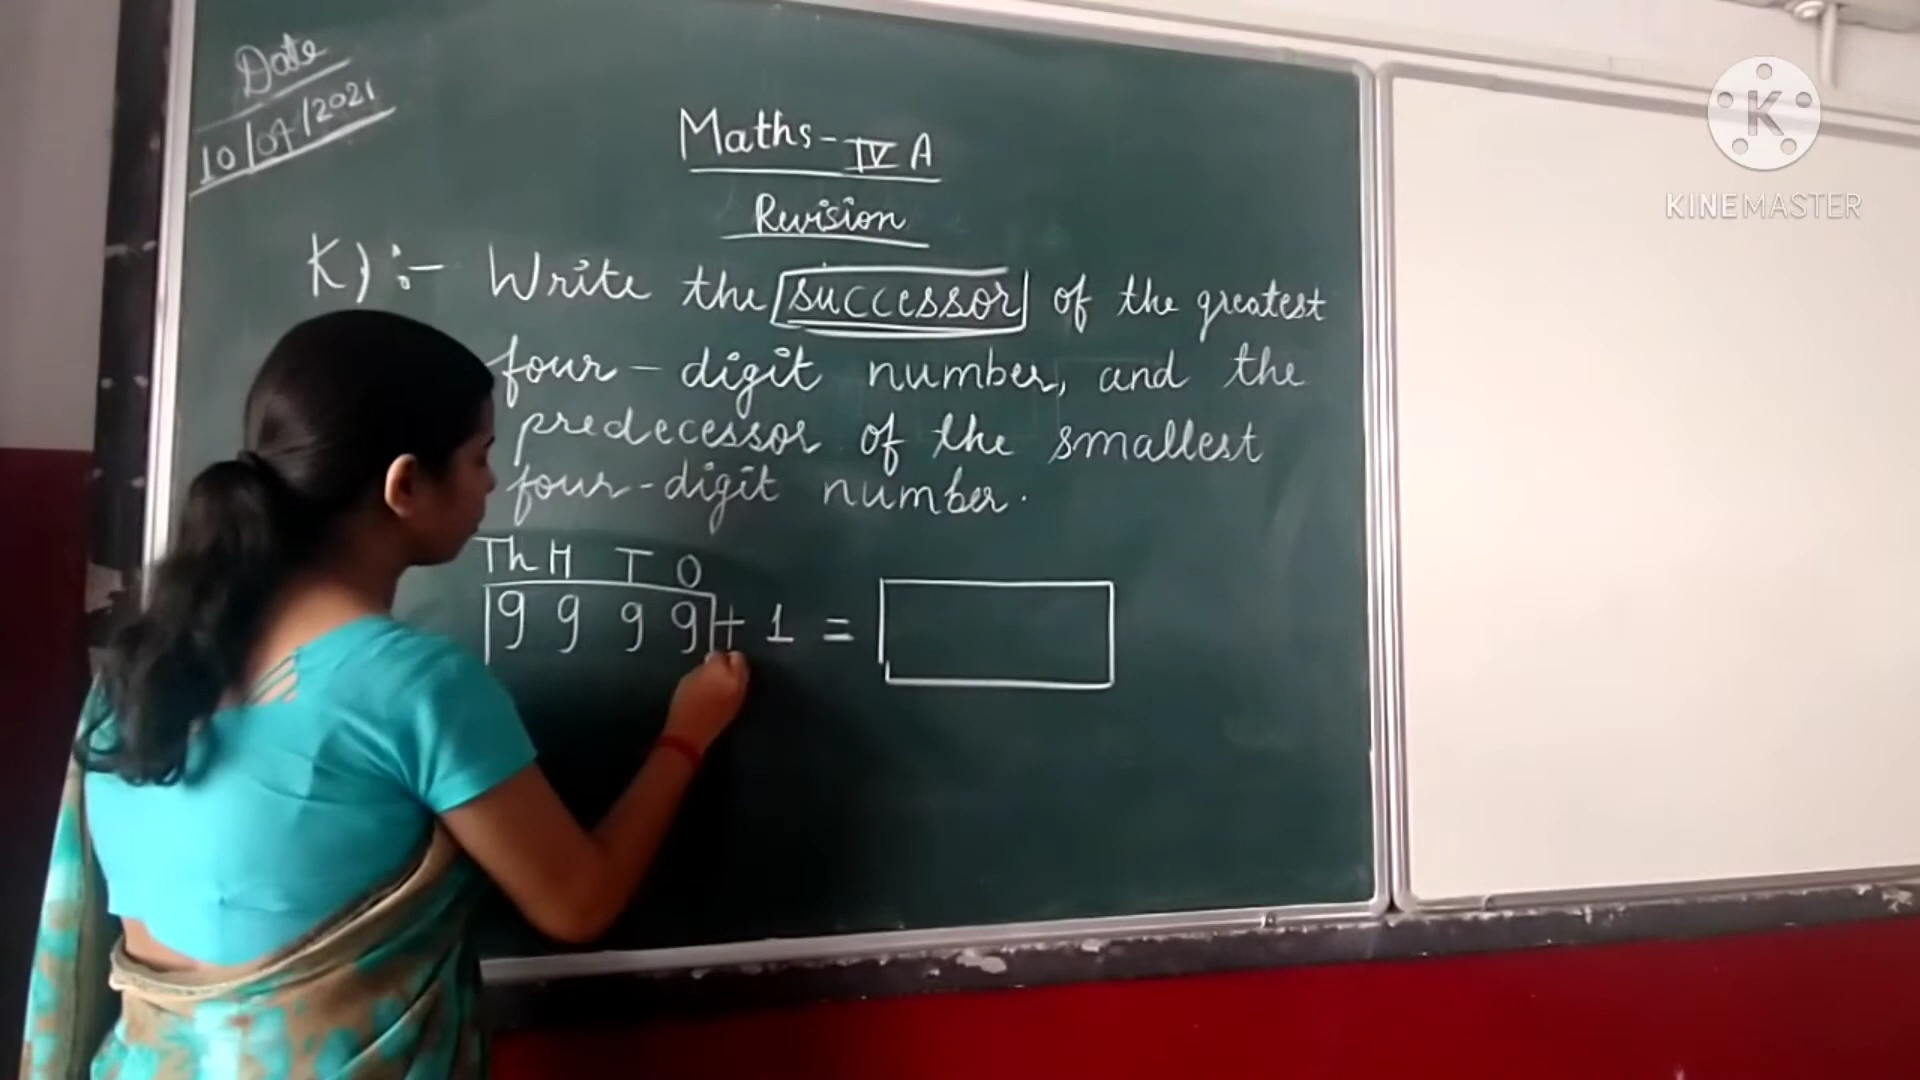 Date
10/07/2021
Maths-IV A
Revision
K) :- Write the successor of the greatest
four-digit number, and the
predecessor of the smallest
four-digit number.
Th H T O
9 9 9 9 + 1 =
K
KINEMASTER